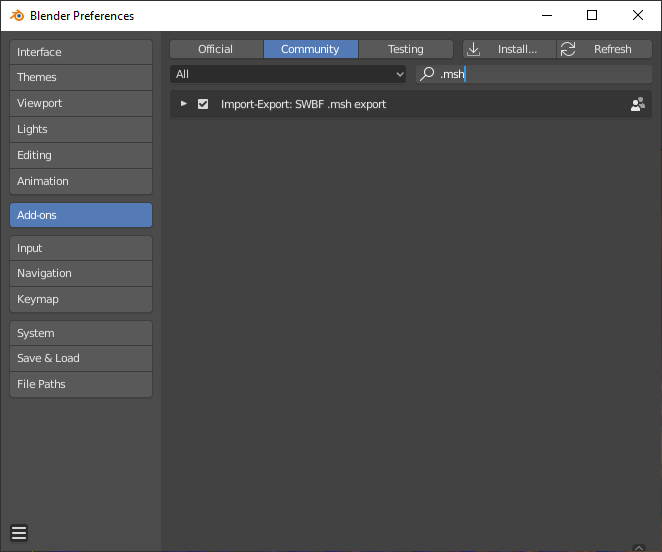 Blender Preferences
Interface
Themes
Viewport
Lights
Editing
Animation
Add-ons
Input
Navigation
Keymap
System
Save & Load
File Paths
Official
Community
Testing
Install...
Refresh
All
.msh
Import-Export: SWBF .msh export